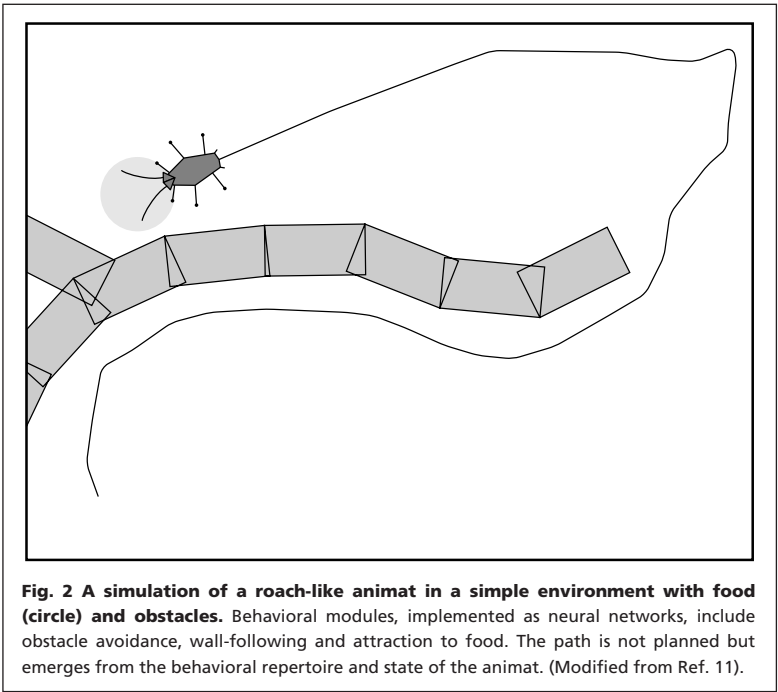 Fig. 2 A simulation of a roach-like animat in a simple environment with food
(circle) and obstacles. Behavioral modules, implemented as neural networks, include
obstacle avoidance, wall-following and attraction to food. The path is not planned but
emerges from the behavioral repertoire and state of the animat. (Modified from Ref. 11).